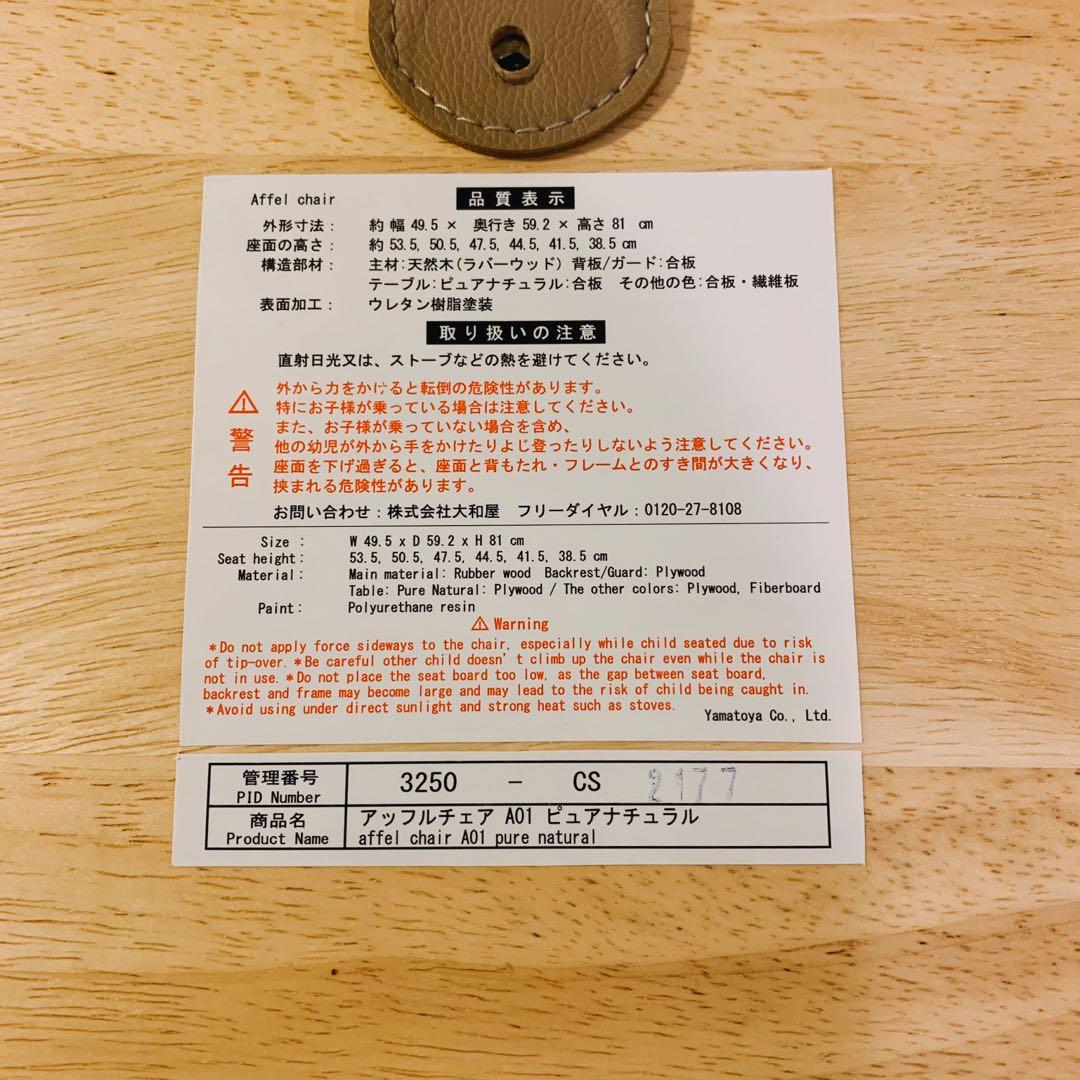 Affel chair 品質表示
外形寸法： 約 幅 49.5 × 奥行き 59.2 × 高さ 81 cm
座面の高さ： 約 53.5, 50.5, 47.5, 44.5, 41.5, 38.5 cm
構造部材： 主材：天然木(ラバーウッド) 背板/ガード：合板
テーブル：ピュアナチュラル：合板 その他の色：合板・繊維板
表面加工： ウレタン樹脂塗装
取り扱いの注意
直射日光又は、ストーブなどの熱を避けてください。
外から力をかけると転倒の危険性があります。
特にお子様が乗っている場合は注意してください。
また、お子様が乗っていない場合を含め、
他の幼児が外から手をかけたりよじ登ったりしないよう注意してください。
座面を下げ過ぎると、座面と背もたれ・フレームとのすき間が大きくなり、
挟まれる危険性があります。
警告
お問い合わせ：株式会社大和屋 フリーダイヤル：0120-27-8108
Size : W 49.5 x D 59.2 x H 81 cm
Seat height: 53.5, 50.5, 47.5, 44.5, 41.5, 38.5 cm
Material: Main material: Rubber wood Backrest/Guard: Plywood
Table: Pure Natural: Plywood / The other colors: Plywood, Fiberboard
Paint: Polyurethane resin
⚠ Warning
*Do not apply force sideways to the chair, especially while child seated due to risk
of tip-over. *Be careful other child doesn't climb up the chair even while the chair is
not in use. *Do not place the seat board too low, as the gap between seat board,
backrest and frame may become large and may lead to the risk of child being caught in.
*Avoid using under direct sunlight and strong heat such as stoves.
Yamatoya Co., Ltd.
管理番号 3250 - CS 2177
PID Number
商品名 アッフルチェア A01 ピュアナチュラル
Product Name affel chair A01 pure natural